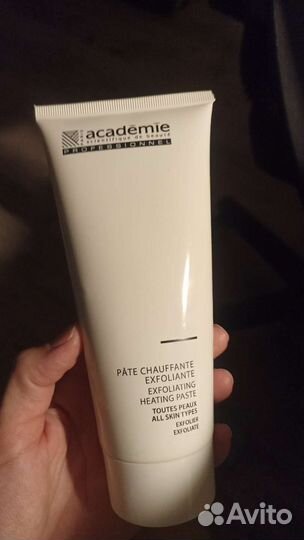 académie
scientifique de beauté
PROFESSIONNEL
PÂTE CHAUFFANTE
EXFOLIANTE
EXFOLIATING
HEATING PASTE
TOUTES PEAUX
ALL SKIN TYPES
EXFOLIER
EXFOLIATE
Avito